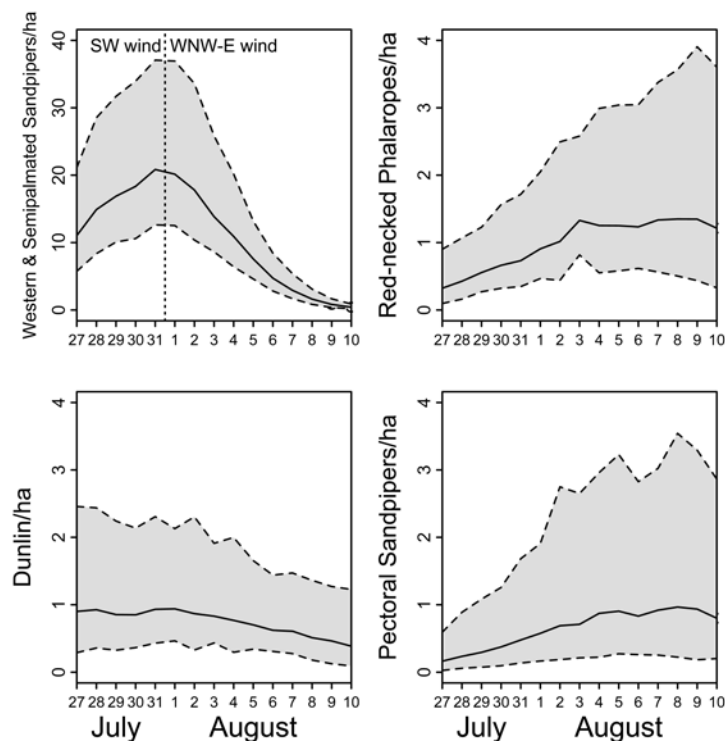 Western & Semipalmated Sandpipers/ha
40
30
20
10
0
SW wind WNW-E wind
27 28 29 30 31 1 2 3 4 5 6 7 8 9 10
Red-necked Phalaropes/ha
4
3
2
1
0
27 28 29 30 31 1 2 3 4 5 6 7 8 9 10
Dunlin/ha
4
3
2
1
0
27 28 29 30 31 1 2 3 4 5 6 7 8 9 10
July August
Pectoral Sandpipers/ha
4
3
2
1
0
27 28 29 30 31 1 2 3 4 5 6 7 8 9 10
July August